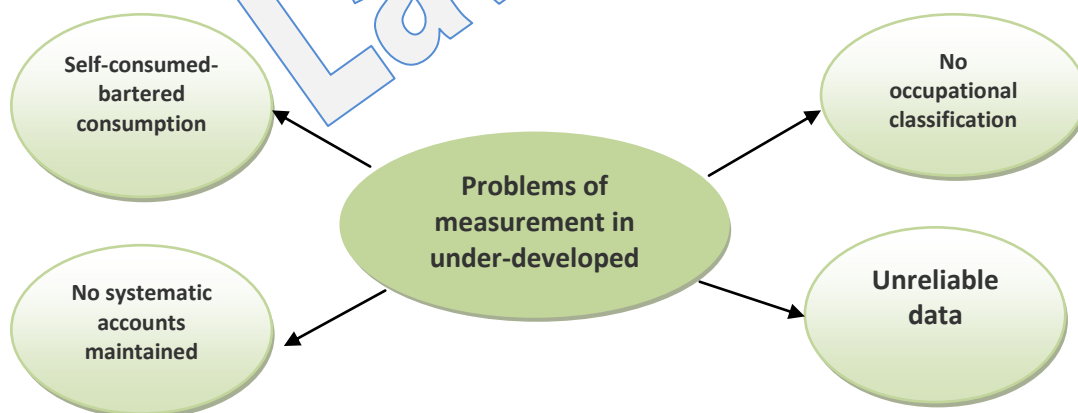 La
Self-consumed-
bartered
consumption
No
occupational
classification
Problems of
measurement in
under-developed
No systematic
accounts
maintained
Unreliable
data